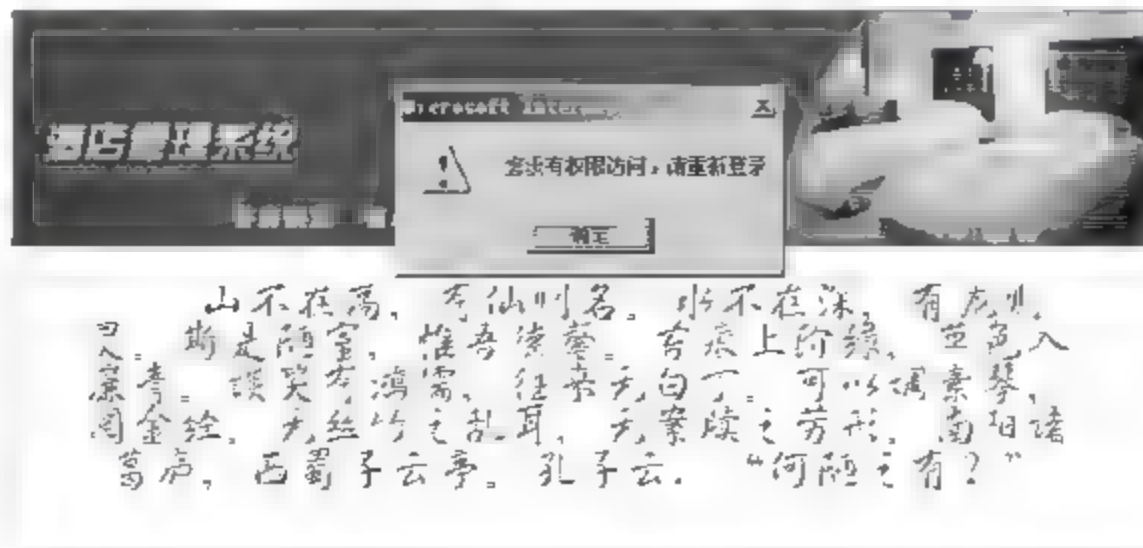 酒店管理系统
Microsoft Inte
您没有权限访问，请重新登录
确定
山不在高，有仙则名。水不在深，有龙则
灵。斯是陋室，惟吾德馨。苔痕上阶绿，草色入
帘青。谈笑有鸿儒，往来无白丁。可以调素琴，
阅金经。无丝竹之乱耳，无案牍之劳形。南阳诸
葛庐，西蜀子云亭。孔子云：“何陋之有？”